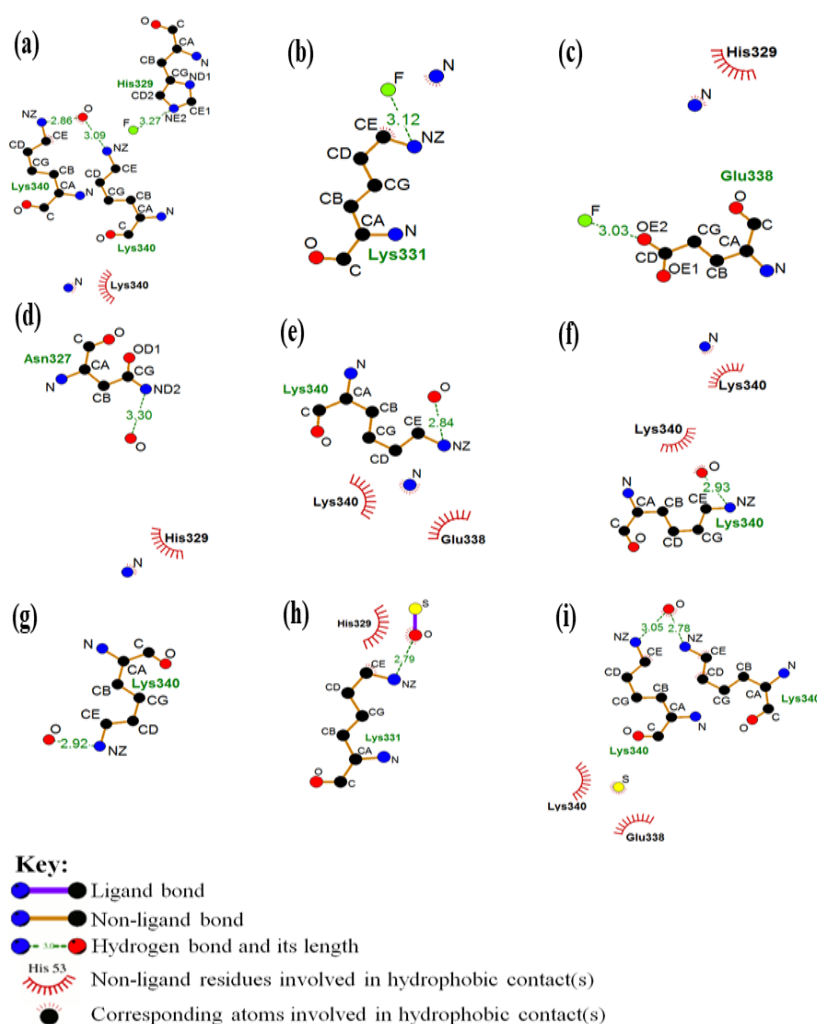 (a)
O
C
CA
CB
N
His329
CG
ND1
CD2
CE1
F
3.27
NE2
NZ
2.86
O
CE
3.09
NZ
CD
CE
CG
CB
CD
Lys340
CA
N
CG
CB
O
C
CA
N
O
C
Lys340
N
Lys340
(b)
N
F
3.12
CE
NZ
CD
CB
CG
CA
O
N
C
Lys331
(c)
His329
N
Glu338
O
F
3.03
OE2
CG
C
CD
CA
OE1
CB
N
(d)
O
C
OD1
Asn327
CA
CG
N
CB
ND2
3.30
O
His329
N
(e)
N
Lys340
CA
O
C
CB
2.84
O
CG
CE
CD
NZ
N
Lys340
Glu338
(f)
N
Lys340
Lys340
O
2.93
N
CE
NZ
CA
CB
Lys340
C
CG
O
CD
(g)
N
C
O
CA
Lys340
CB
CG
O
CE
CD
2.92
NZ
(h)
S
His329
O
2.79
CE
NZ
CD
CG
CB
Lys331
CA
N
O
C
(i)
O
3.05
2.78
NZ
NZ
CE
CE
CD
CB
N
CD
CG
CG
CB
CA
Lys340
CA
N
C
O
C
O
Lys340
S
Lys340
Glu338
Key:
Ligand bond
Non-ligand bond
3.0
Hydrogen bond and its length
His 53
Non-ligand residues involved in hydrophobic contact(s)
Corresponding atoms involved in hydrophobic contact(s)